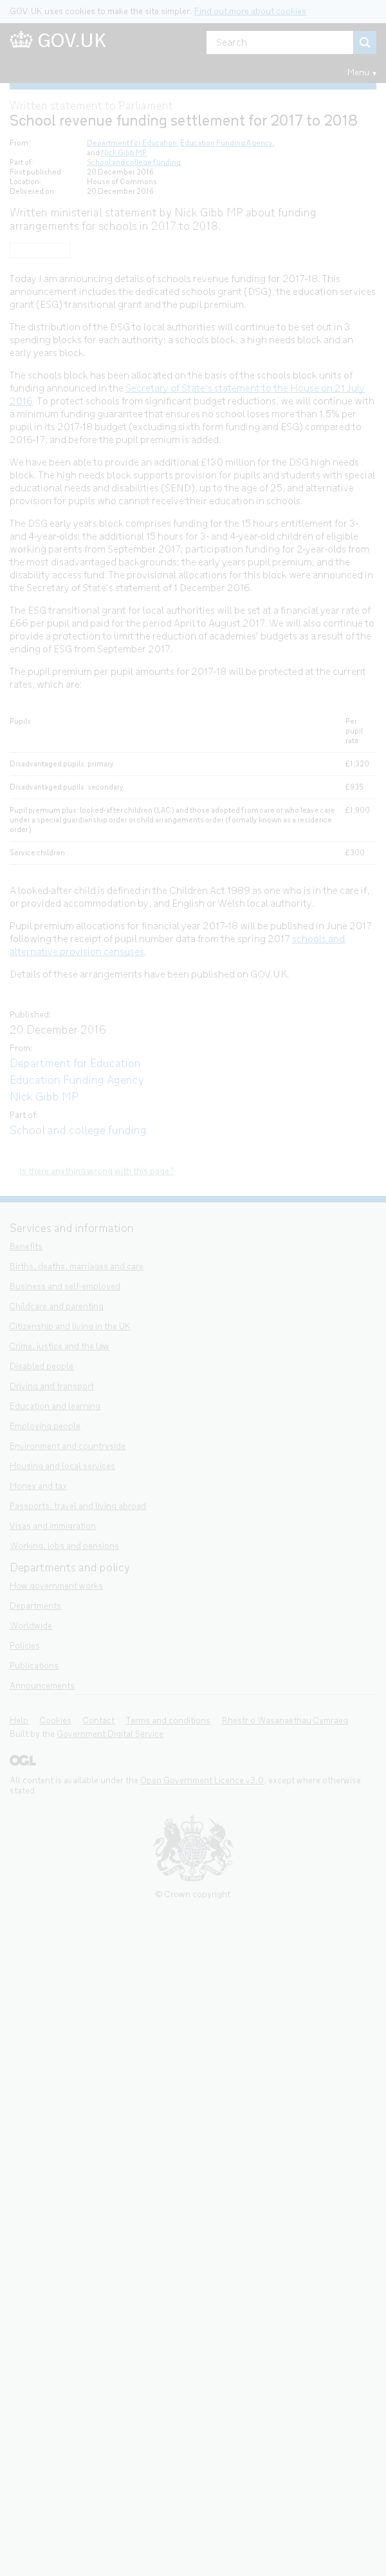 GOV.UK uses cookies to make the site simpler. Find out more about cookies
GOV.UK
Search
Menu
Written statement to Parliament
School revenue funding settlement for 2017 to 2018
From: Department for Education, Education Funding Agency,
and Nick Gibb MP
Part of: School and college funding
First published: 20 December 2016
Location: House of Commons
Delivered on: 20 December 2016
Written ministerial statement by Nick Gibb MP about funding
arrangements for schools in 2017 to 2018.
Today I am announcing details of schools revenue funding for 2017-18. This
announcement includes the dedicated schools grant (DSG), the education services
grant (ESG) transitional grant and the pupil premium.
The distribution of the DSG to local authorities will continue to be set out in 3
spending blocks for each authority: a schools block, a high needs block and an
early years block.
The schools block has been allocated on the basis of the schools block units of
funding announced in the Secretary of State's statement to the House on 21 July
2016. To protect schools from significant budget reductions, we will continue with
a minimum funding guarantee that ensures no school loses more than 1.5% per
pupil in its 2017-18 budget (excluding sixth form funding and ESG) compared to
2016-17, and before the pupil premium is added.
We have been able to provide an additional £130 million for the DSG high needs
block. The high needs block supports provision for pupils and students with special
educational needs and disabilities (SEND), up to the age of 25, and alternative
provision for pupils who cannot receive their education in schools.
The DSG early years block comprises funding for the 15 hours entitlement for 3-
and 4-year-olds; the additional 15 hours for 3- and 4-year-old children of eligible
working parents from September 2017; participation funding for 2-year-olds from
the most disadvantaged backgrounds; the early years pupil premium; and the
disability access fund. The provisional allocations for this block were announced in
the Secretary of State's statement of 1 December 2016.
The ESG transitional grant for local authorities will be set at a financial year rate of
£66 per pupil and paid for the period April to August 2017. We will also continue to
provide a protection to limit the reduction of academies' budgets as a result of the
ending of ESG from September 2017.
The pupil premium per pupil amounts for 2017-18 will be protected at the current
rates, which are:
Pupils Per
pupil
rate
Disadvantaged pupils: primary £1,320
Disadvantaged pupils: secondary £935
Pupil premium plus: looked-after children (LAC) and those adopted from care or who leave care £1,900
under a special guardianship order or child arrangements order (formally known as a residence
order)
Service children £300
A looked-after child is defined in the Children Act 1989 as one who is in the care if,
or provided accommodation by, and English or Welsh local authority.
Pupil premium allocations for financial year 2017-18 will be published in June 2017
following the receipt of pupil number data from the spring 2017 schools and
alternative provision censuses.
Details of these arrangements have been published on GOV.UK
Published:
20 December 2016
From:
Department for Education
Education Funding Agency
Nick Gibb MP
Part of:
School and college funding
Is there anything wrong with this page?
Services and information
Benefits
Births, deaths, marriages and care
Business and self-employed
Childcare and parenting
Citizenship and living in the UK
Crime, justice and the law
Disabled people
Driving and transport
Education and learning
Employing people
Environment and countryside
Housing and local services
Money and tax
Passports, travel and living abroad
Visas and immigration
Working, jobs and pensions
Departments and policy
How government works
Departments
Worldwide
Policies
Publications
Announcements
Help Cookies Contact Terms and conditions Rhestr o Wasanaethau Cymraeg
Built by the Government Digital Service
OGL
All content is available under the Open Government Licence v3.0, except where otherwise
stated
© Crown copyright